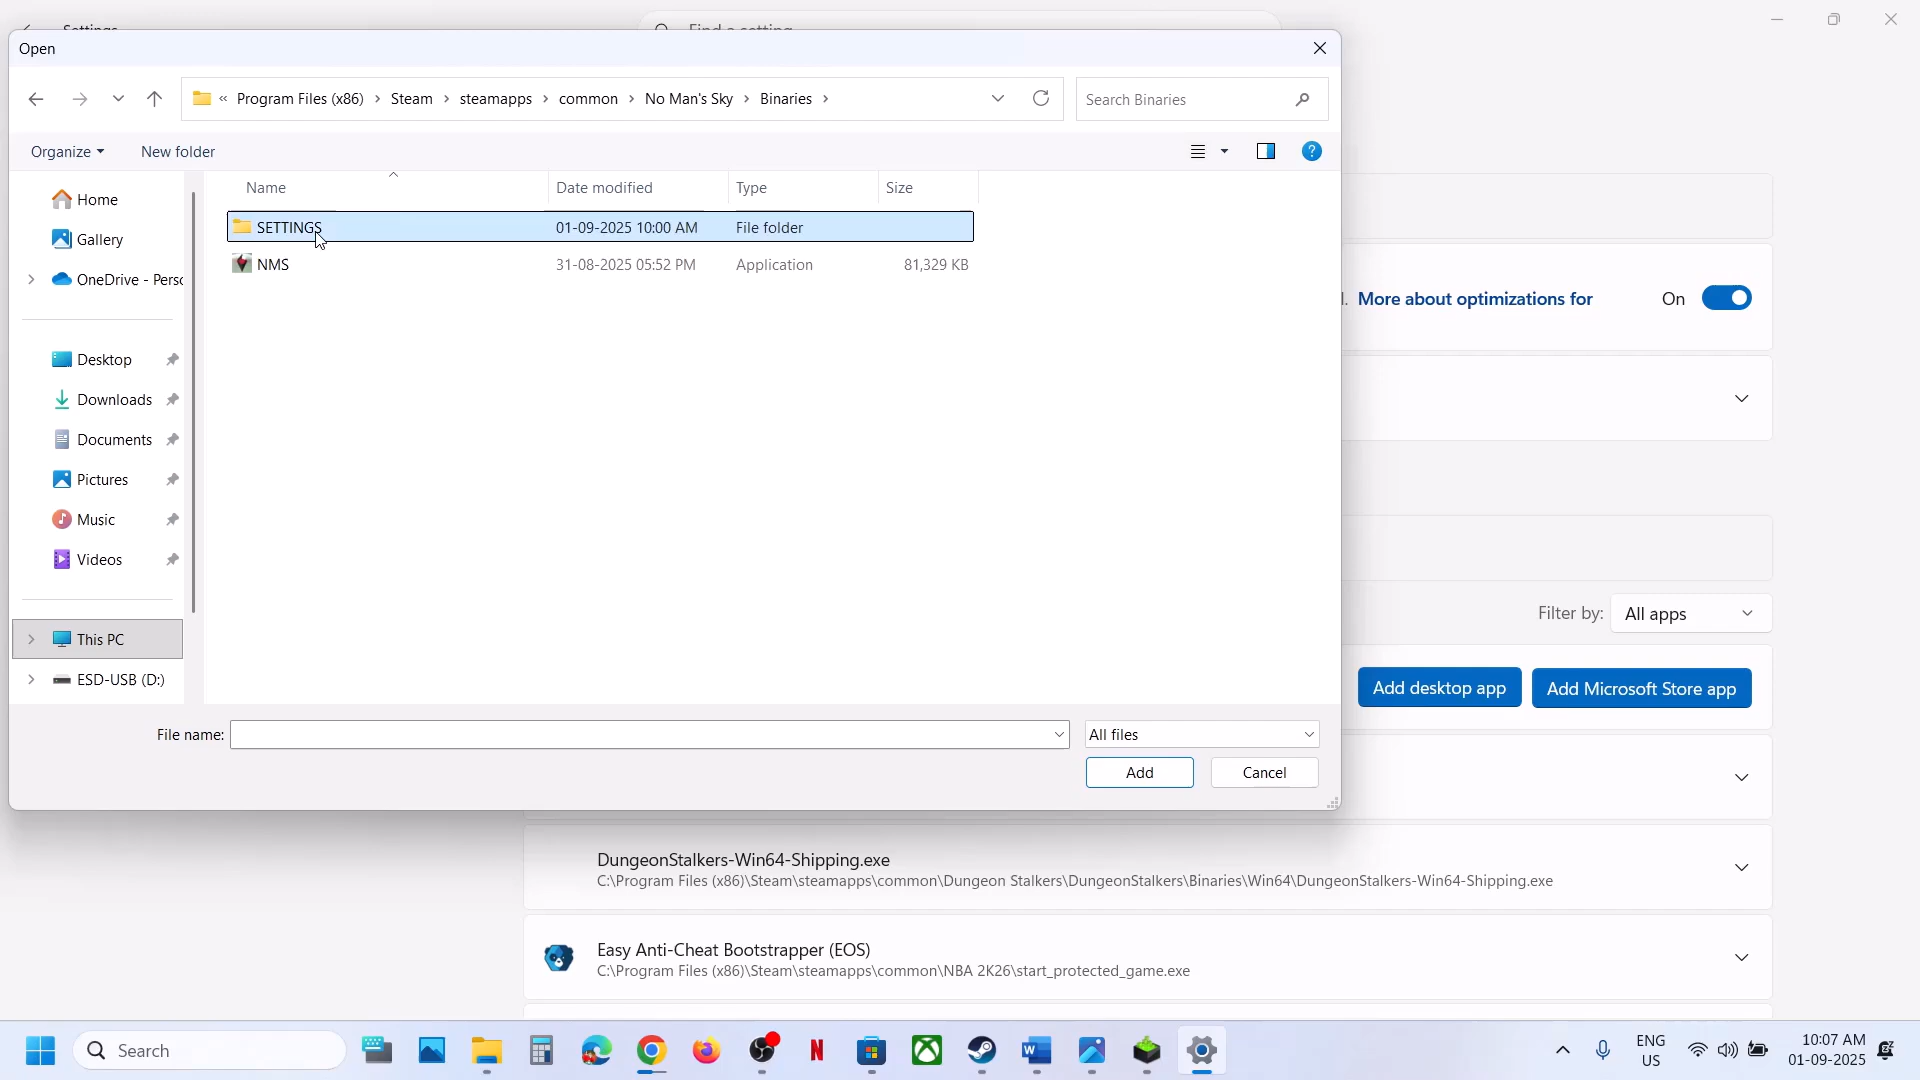 Settings
Find a setting
Open
« Program Files (x86) > Steam > steamapps > common > No Man's Sky > Binaries >
Search Binaries
Organize
New folder
Home
Gallery
OneDrive - Perso
Desktop
Downloads
Documents
Pictures
Music
Videos
This PC
ESD-USB (D:)
Name Date modified Type Size
SETTINGS 01-09-2025 10:00 AM File folder
NMS 31-08-2025 05:52 PM Application 81,329 KB
File name:
All files
Add
Cancel
l. More about optimizations for
On
Filter by: All apps
Add desktop app
Add Microsoft Store app
DungeonStalkers-Win64-Shipping.exe
C:\Program Files (x86)\Steam\steamapps\common\Dungeon Stalkers\DungeonStalkers\Binaries\Win64\DungeonStalkers-Win64-Shipping.exe
Easy Anti-Cheat Bootstrapper (EOS)
C:\Program Files (x86)\Steam\steamapps\common\NBA 2K26\start_protected_game.exe
Search
ENG
US
10:07 AM
01-09-2025